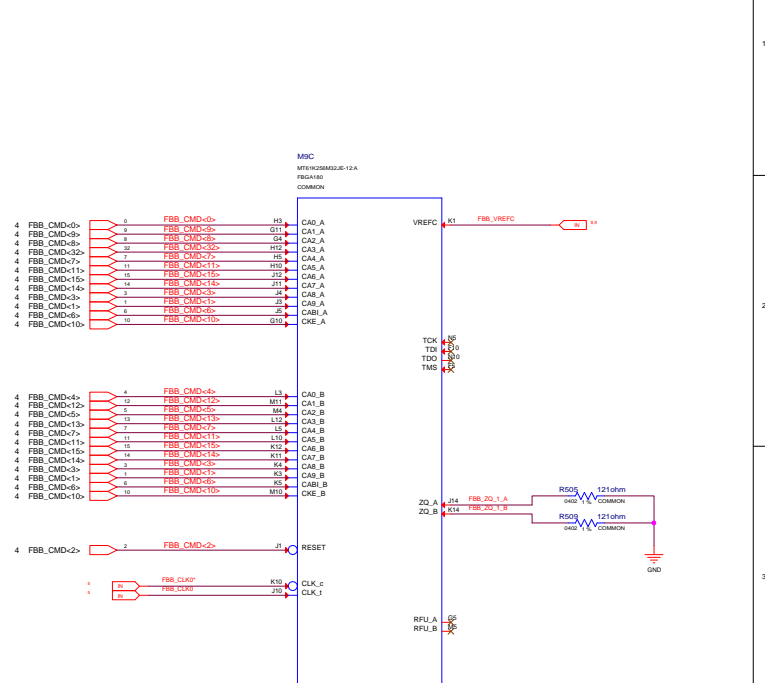 1
M9C
MT61K256M32JE-12:A
FBGA180
COMMON
4 FBB_CMD<0> 0 FBB_CMD<0> H3 CA0_A VREFC K1 FBB_VREFC IN
4 FBB_CMD<9> 9 FBB_CMD<9> G11 CA1_A
4 FBB_CMD<8> 8 FBB_CMD<8> G4 CA2_A
4 FBB_CMD<32> 32 FBB_CMD<32> H12 CA3_A
4 FBB_CMD<7> 7 FBB_CMD<7> H5 CA4_A
4 FBB_CMD<11> 11 FBB_CMD<11> H10 CA5_A
4 FBB_CMD<15> 15 FBB_CMD<15> J12 CA6_A
4 FBB_CMD<14> 14 FBB_CMD<14> J11 CA7_A
4 FBB_CMD<3> 3 FBB_CMD<3> J4 CA8_A
4 FBB_CMD<1> 1 FBB_CMD<1> J3 CA9_A
4 FBB_CMD<6> 6 FBB_CMD<6> J5 CABI_A
4 FBB_CMD<10> 10 FBB_CMD<10> G10 CKE_A
2
TCK N5
TDI F10
TDO N10
TMS F5
4 FBB_CMD<4> 4 FBB_CMD<4> L3 CA0_B
4 FBB_CMD<12> 12 FBB_CMD<12> M11 CA1_B
4 FBB_CMD<5> 5 FBB_CMD<5> M4 CA2_B
4 FBB_CMD<13> 13 FBB_CMD<13> L12 CA3_B
4 FBB_CMD<7> 7 FBB_CMD<7> L5 CA4_B
4 FBB_CMD<11> 11 FBB_CMD<11> L10 CA5_B
4 FBB_CMD<15> 15 FBB_CMD<15> K12 CA6_B
4 FBB_CMD<14> 14 FBB_CMD<14> K11 CA7_B
4 FBB_CMD<3> 3 FBB_CMD<3> K4 CA8_B
4 FBB_CMD<1> 1 FBB_CMD<1> K3 CA9_B
4 FBB_CMD<6> 6 FBB_CMD<6> K5 CABI_B
4 FBB_CMD<10> 10 FBB_CMD<10> M10 CKE_B
R505 121ohm
0402 1 % COMMON
ZQ_A J14 FBB_ZQ_1_A
ZQ_B K14 FBB_ZQ_1_B
R509 121ohm
0402 1 % COMMON
GND
4 FBB_CMD<2> 2 FBB_CMD<2> J1 RESET
3
IN FBB_CLK0* K10 CLK_c
IN FBB_CLK0 J10 CLK_t
RFU_A G5
RFU_B M5